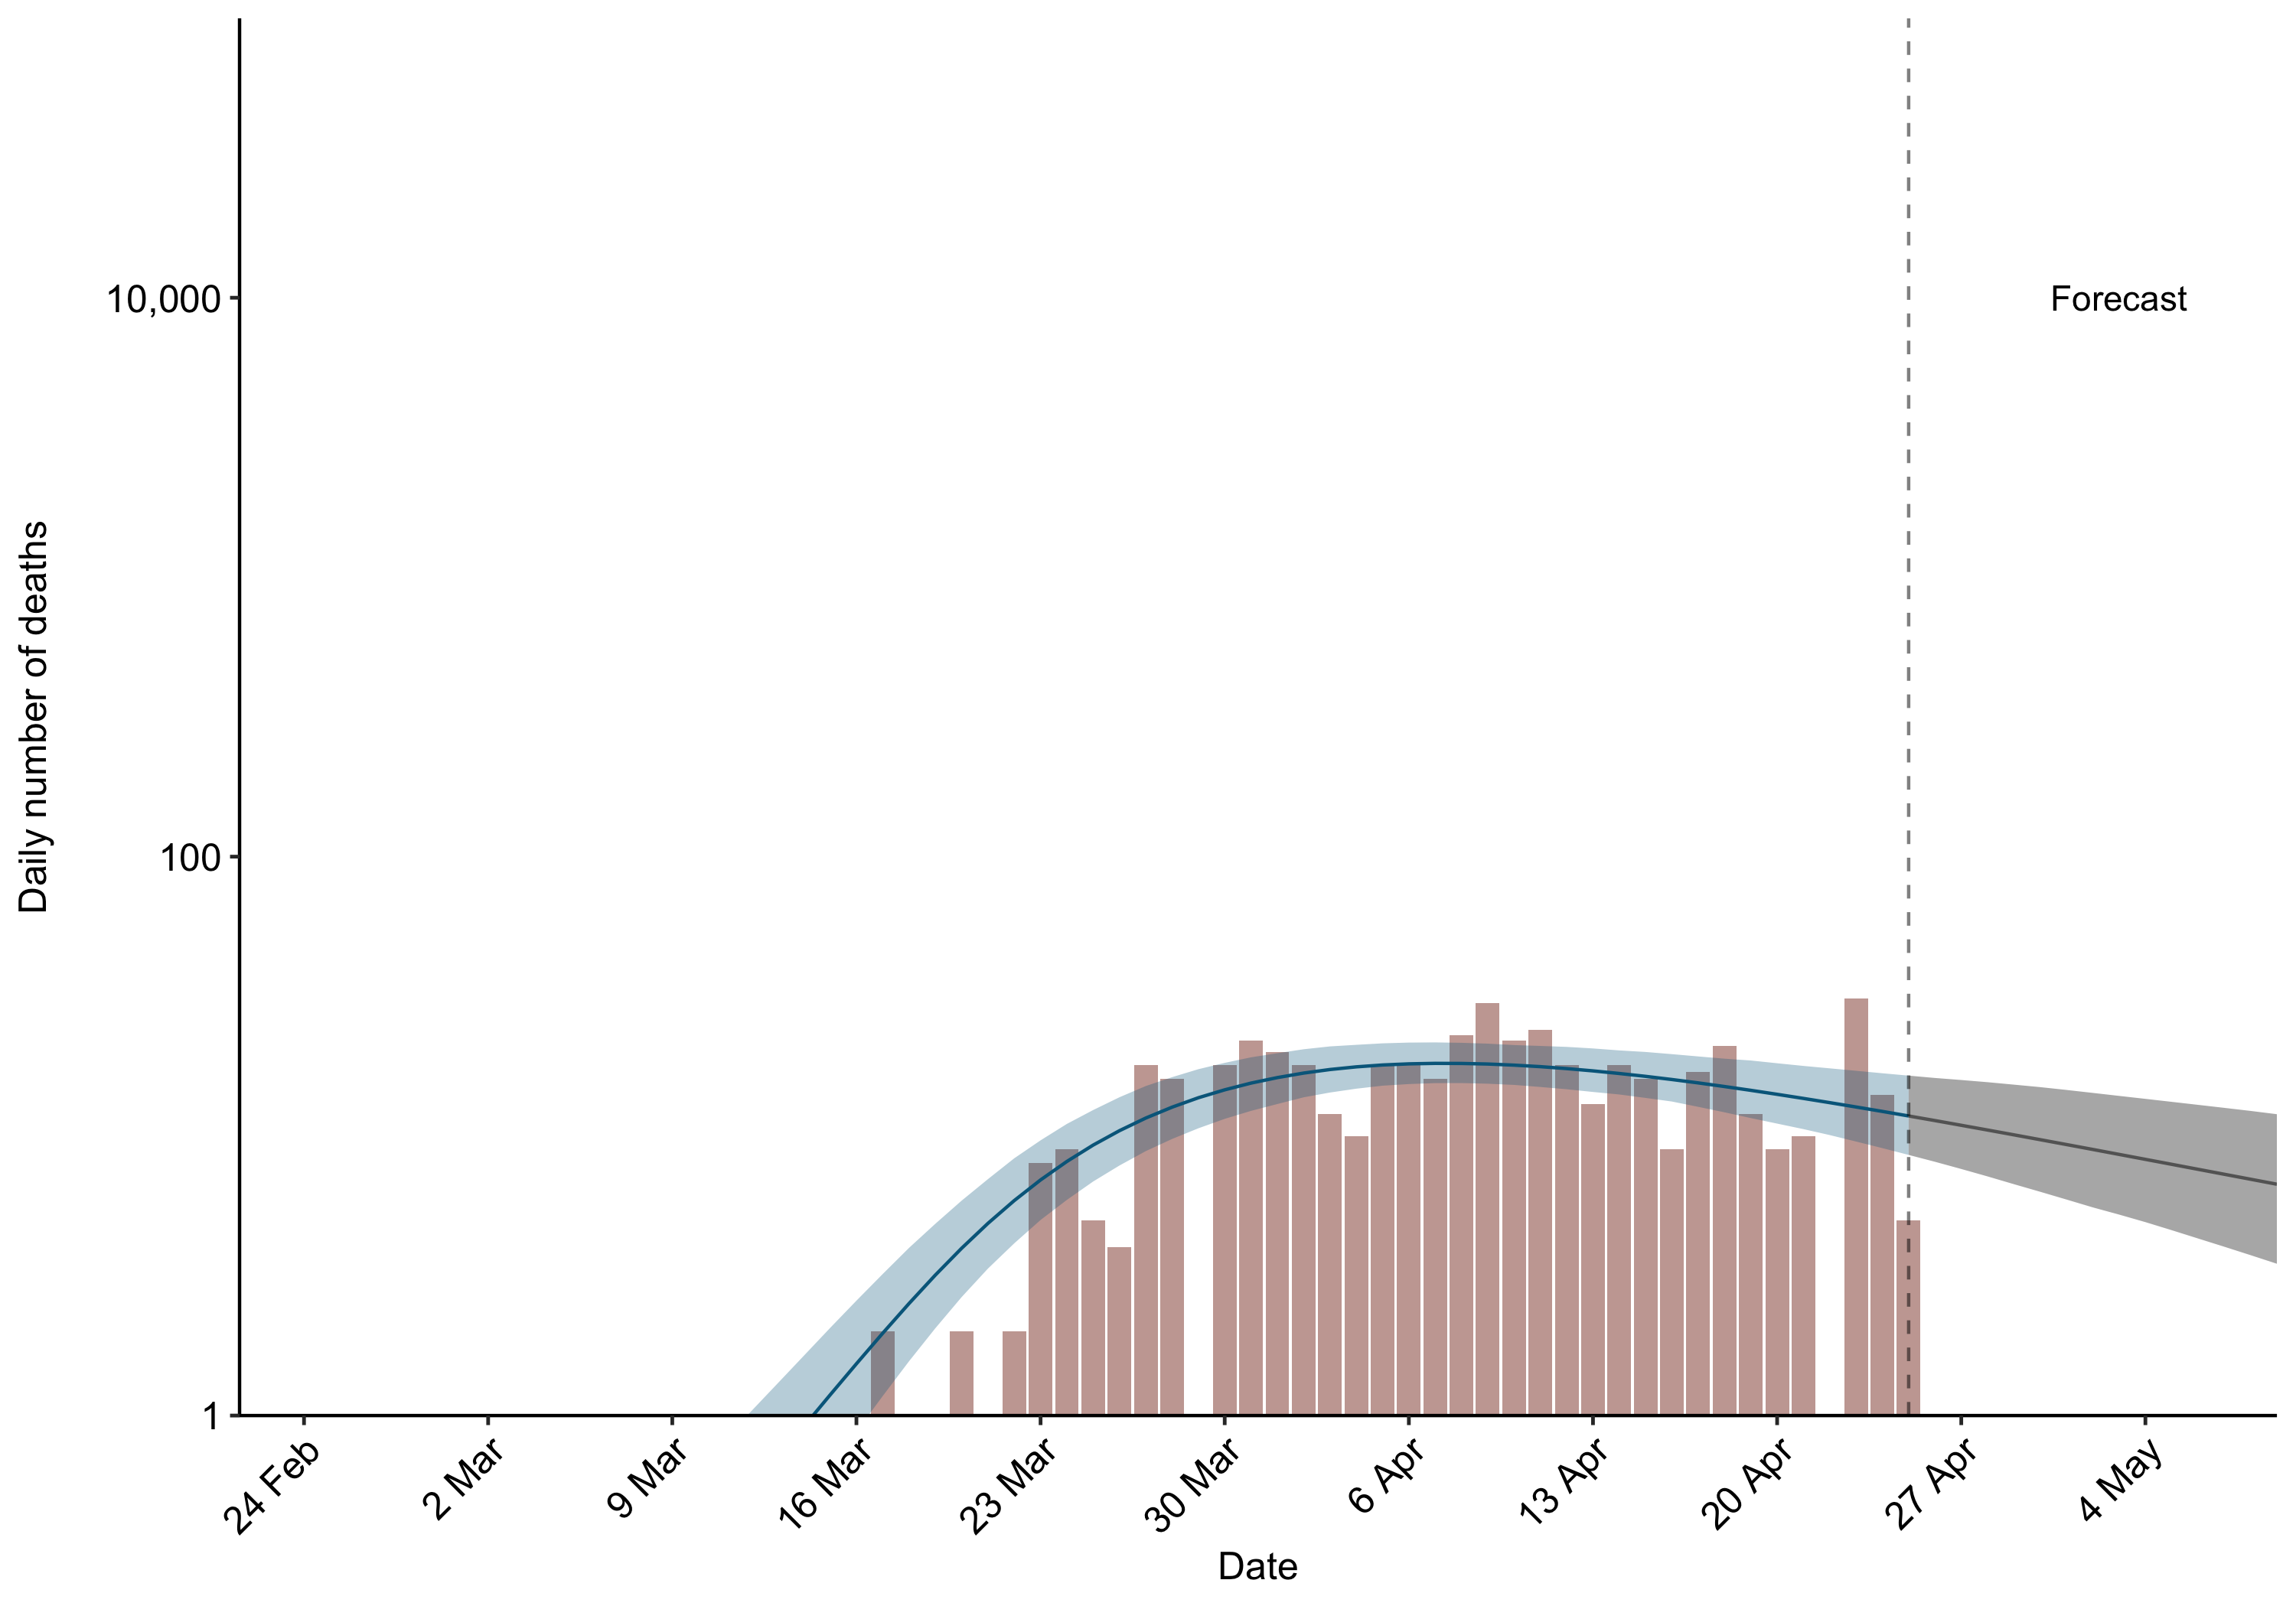 Daily number of deaths
10,000
100
1
Forecast
24 Feb
2 Mar
9 Mar
16 Mar
23 Mar
30 Mar
6 Apr
13 Apr
20 Apr
27 Apr
4 May
Date